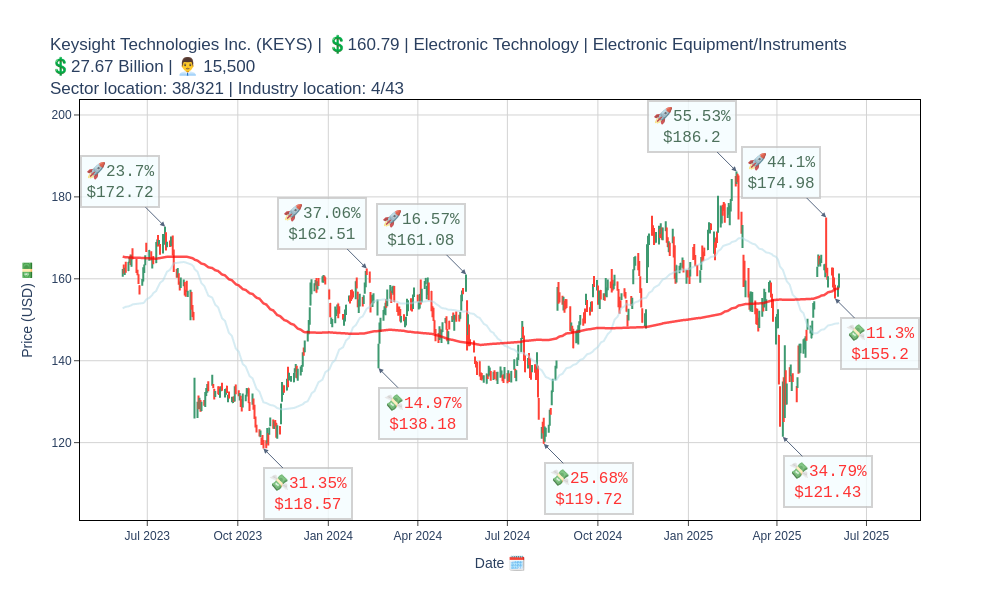 Keysight Technologies Inc. (KEYS) | 💲160.79 | Electronic Technology | Electronic Equipment/Instruments
💲27.67 Billion | 👨‍💼 15,500
Sector location: 38/321 | Industry location: 4/43
200
180
160
140
120
Price (USD) 💵
🚀23.7%
$172.72
🚀37.06%
$162.51
🚀16.57%
$161.08
🚀55.53%
$186.2
🚀44.1%
$174.98
💸31.35%
$118.57
💸14.97%
$138.18
💸25.68%
$119.72
💸34.79%
$121.43
💸11.3%
$155.2
Jul 2023
Oct 2023
Jan 2024
Apr 2024
Jul 2024
Oct 2024
Jan 2025
Apr 2025
Jul 2025
Date 🗓️